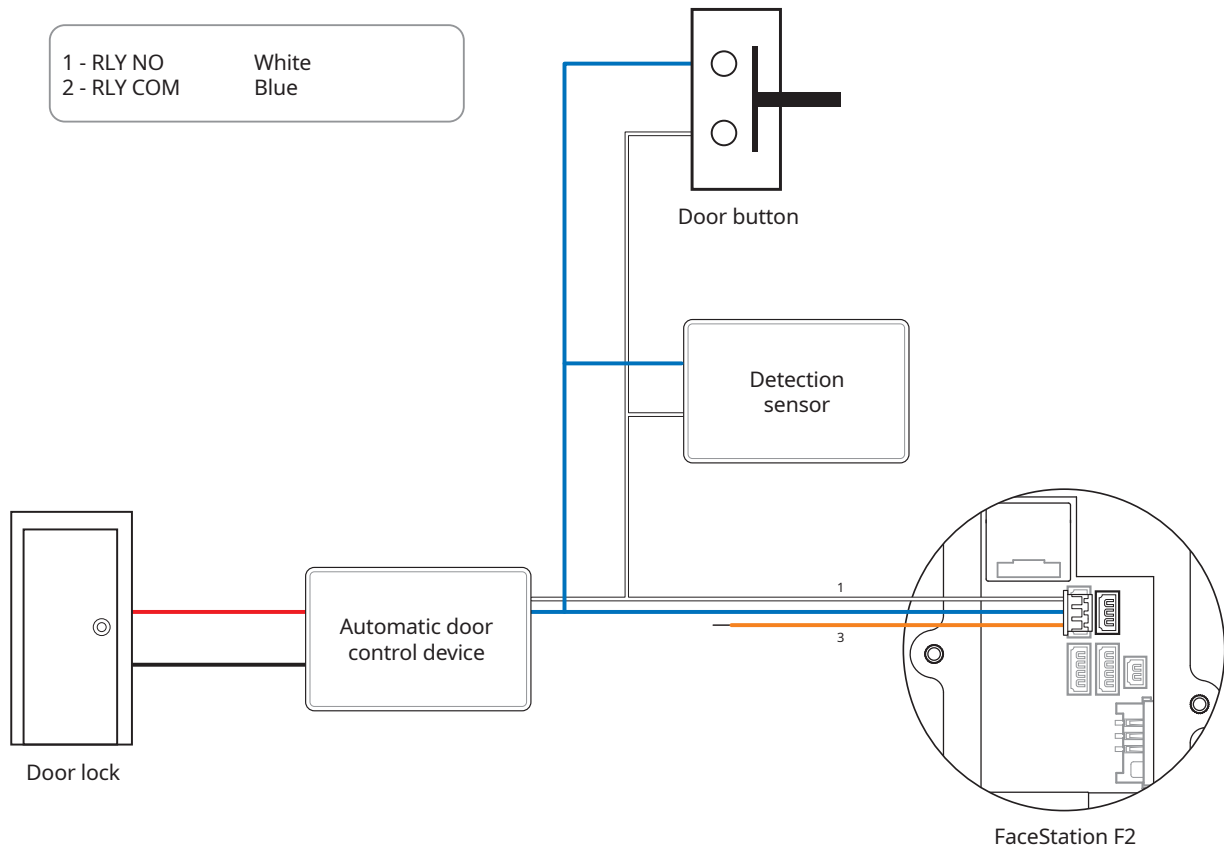 1 - RLY NO White
2 - RLY COM Blue
Door button
Detection
sensor
1
Automatic door
control device
3
Door lock
FaceStation F2